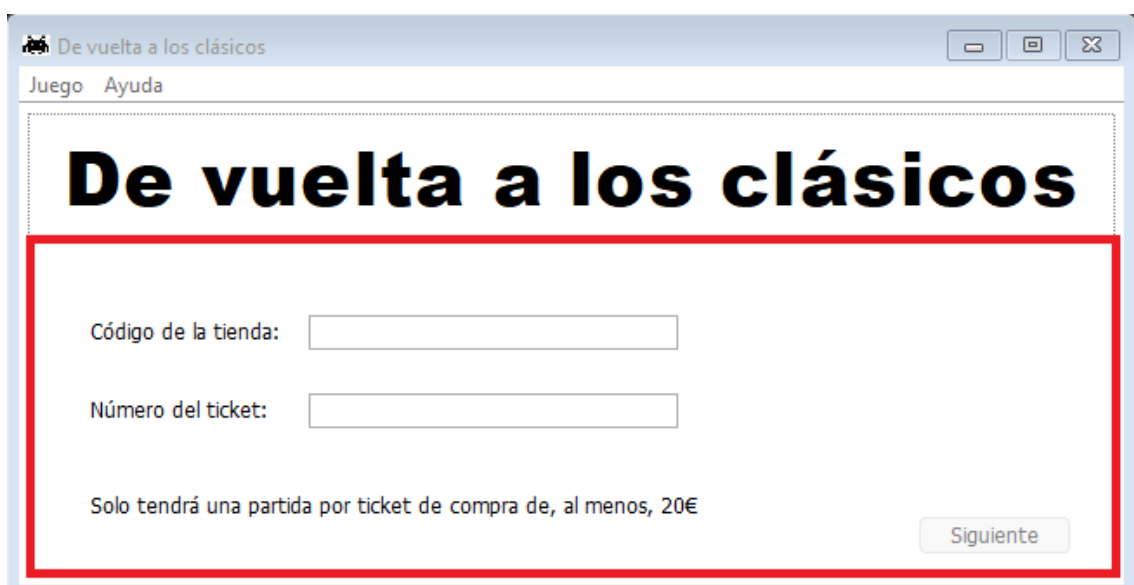 De vuelta a los clásicos
Juego Ayuda
De vuelta a los clásicos
Código de la tienda:
Número del ticket:
Solo tendrá una partida por ticket de compra de, al menos, 20€
Siguiente